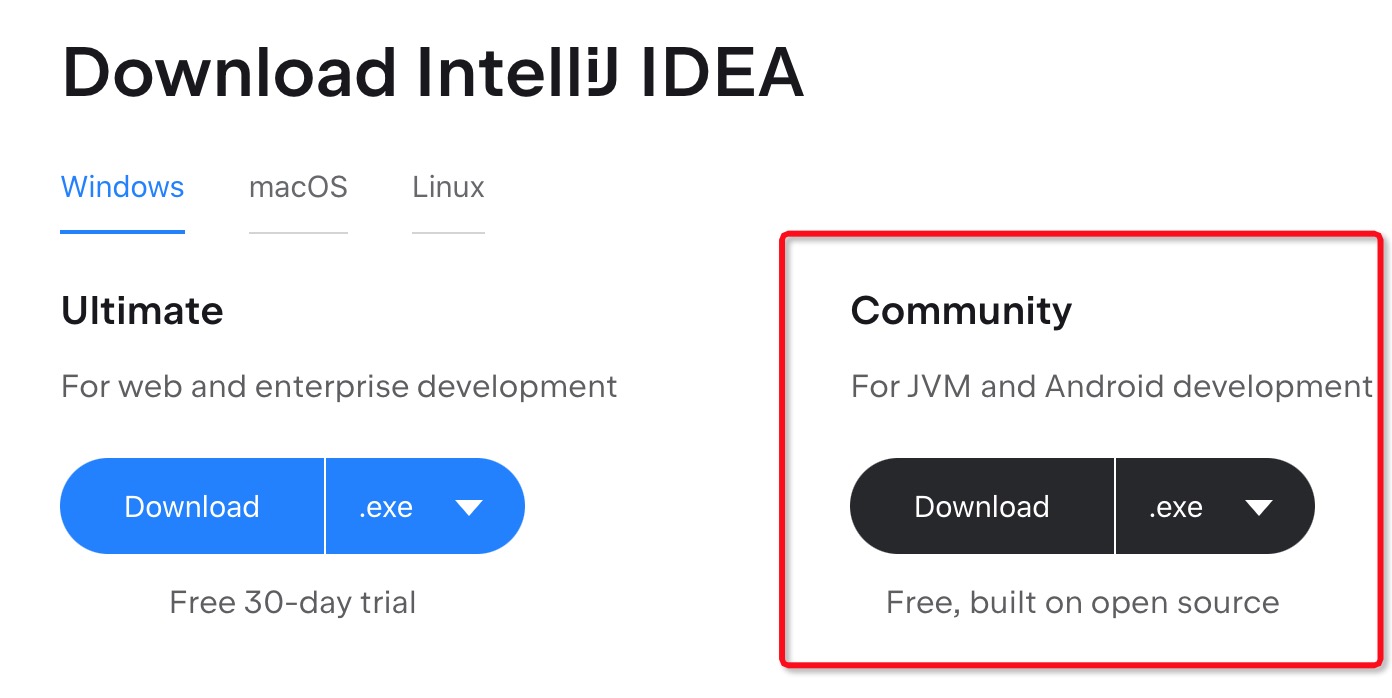 Download IntelliJ IDEA
Windows macOS Linux
Ultimate
For web and enterprise development
Download .exe
Free 30-day trial
Community
For JVM and Android development
Download .exe
Free, built on open source